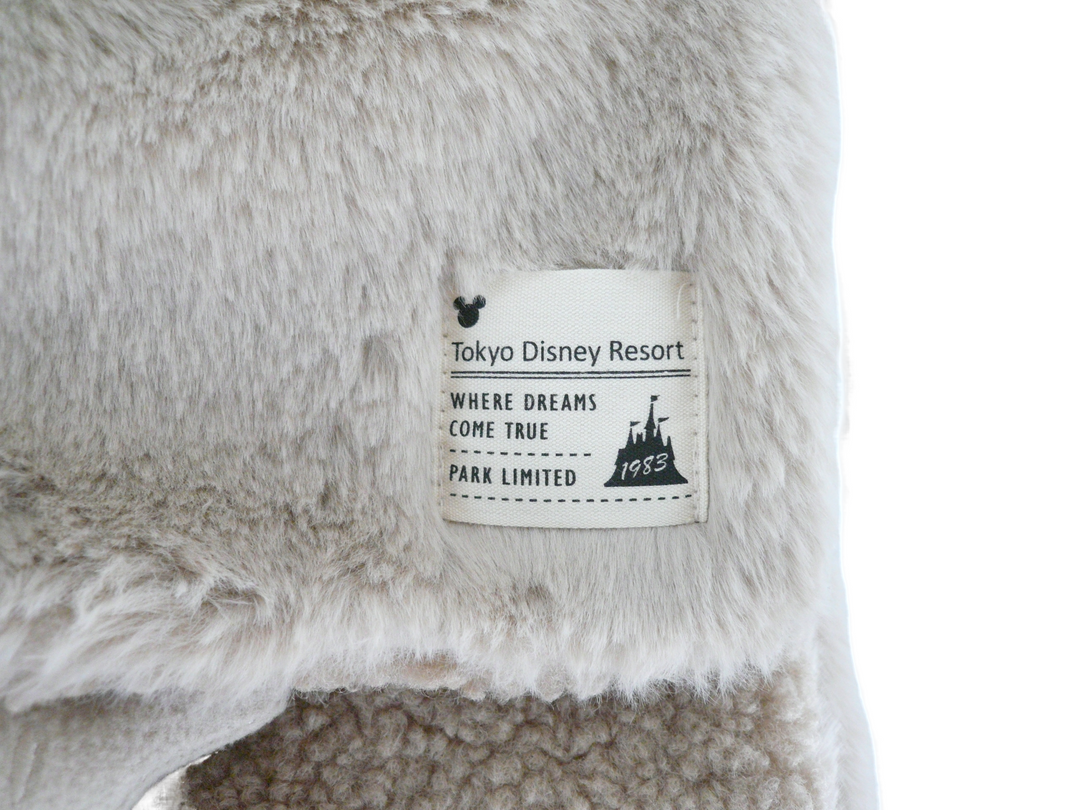 Tokyo Disney Resort
WHERE DREAMS
COME TRUE
PARK LIMITED
1983